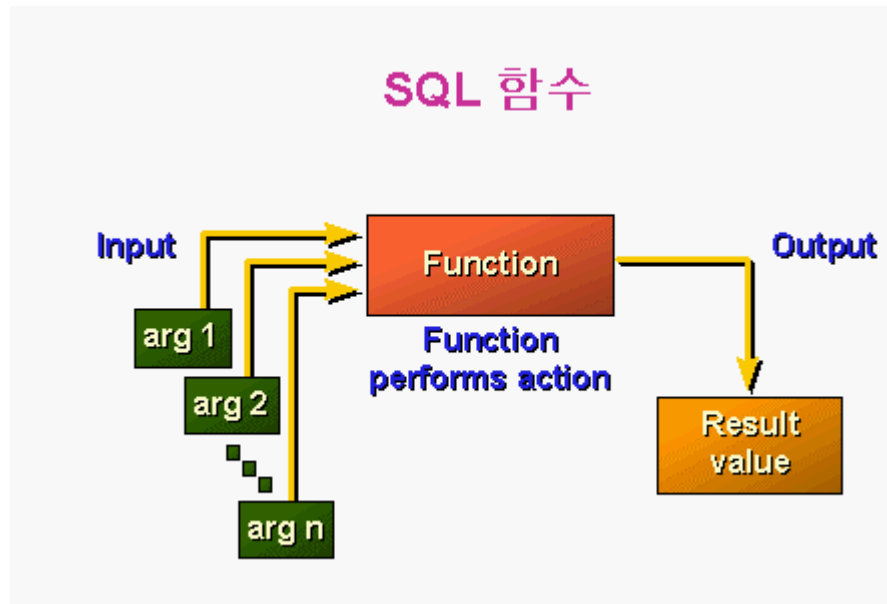 SQL 함수
Input
Function
Output
arg 1
Function
performs action
arg 2
Result
value
arg n